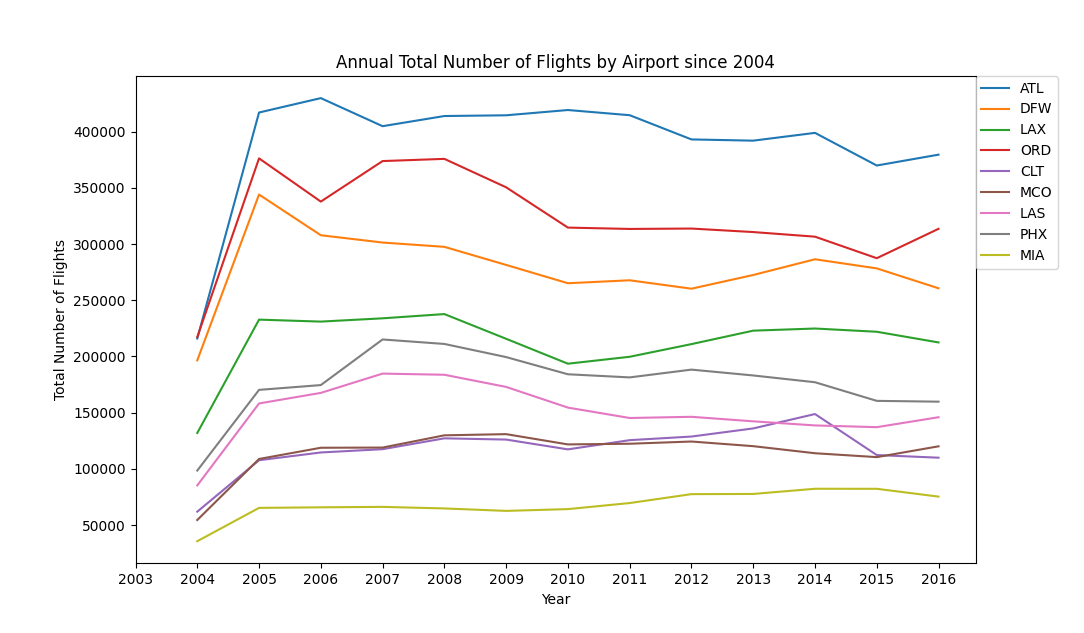 Annual Total Number of Flights by Airport since 2004
ATL
DFW
LAX
ORD
CLT
MCO
LAS
PHX
MIA
400000
350000
300000
250000
200000
150000
100000
50000
Total Number of Flights
2003 2004 2005 2006 2007 2008 2009 2010 2011 2012 2013 2014 2015 2016
Year